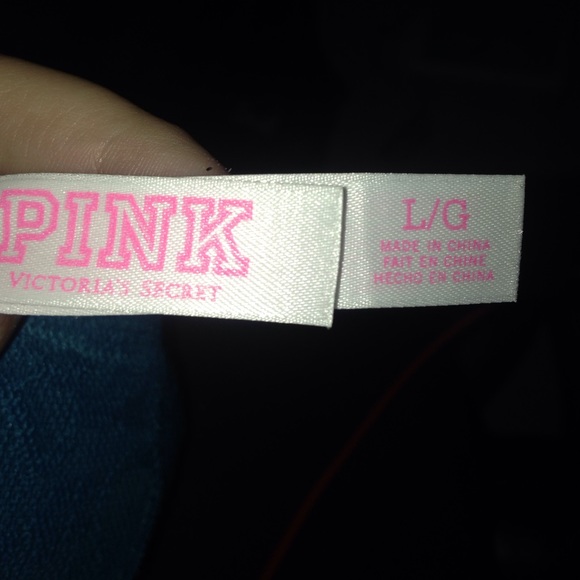 PINK
VICTORIA'S SECRET
L/G
MADE IN CHINA
FAIT EN CHINE
HECHO EN CHINA